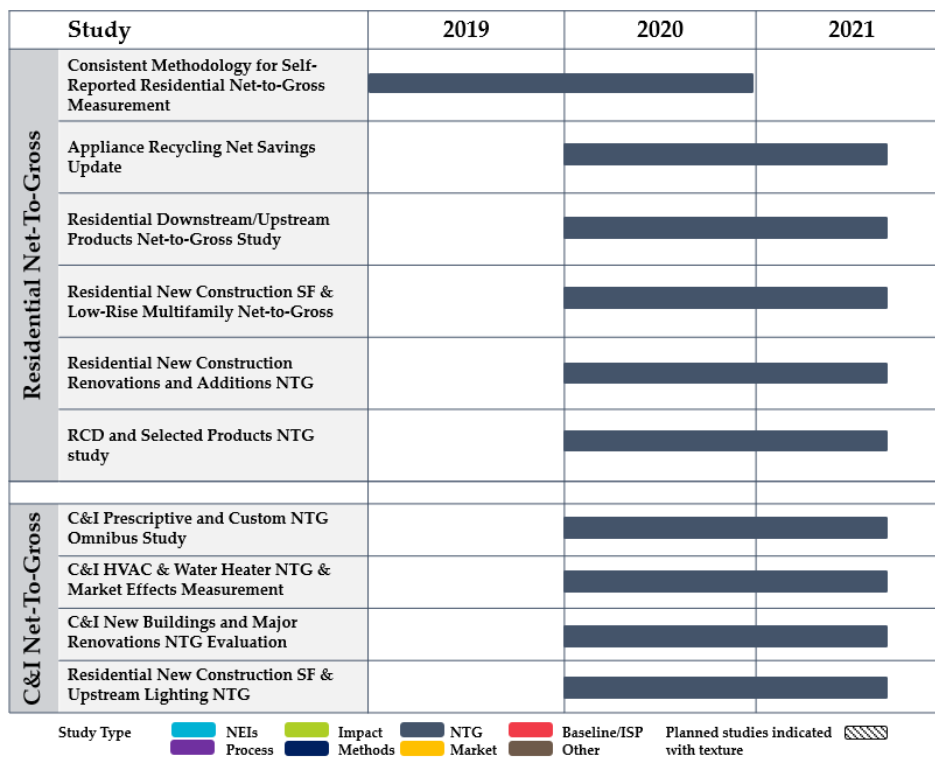 Study 2019 2020 2021
Residential Net-To-Gross
Consistent Methodology for Self-
Reported Residential Net-to-Gross
Measurement
Appliance Recycling Net Savings
Update
Residential Downstream/Upstream
Products Net-to-Gross Study
Residential New Construction SF &
Low-Rise Multifamily Net-to-Gross
Residential New Construction
Renovations and Additions NTG
RCD and Selected Products NTG
study
C&I Net-To-Gross
C&I Prescriptive and Custom NTG
Omnibus Study
C&I HVAC & Water Heater NTG &
Market Effects Measurement
C&I New Buildings and Major
Renovations NTG Evaluation
Residential New Construction SF &
Upstream Lighting NTG
Study Type NEIs Impact NTG Baseline/ISP Planned studies indicated
Process Methods Market Other with texture